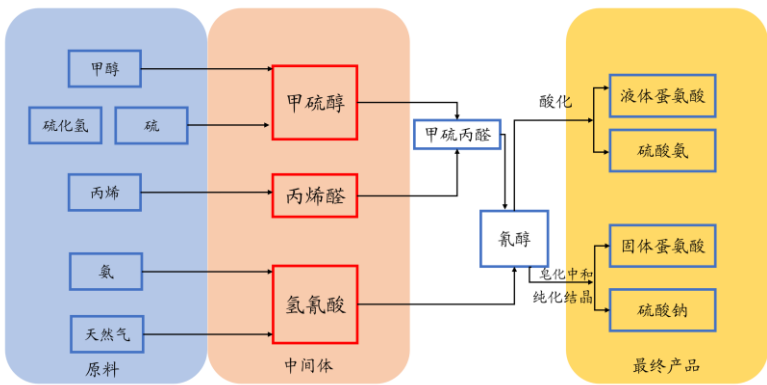 甲醇
硫化氢
硫
丙烯
氨
天然气
原料
甲硫醇
丙烯醛
氢氰酸
中间体
甲硫丙醛
氰醇
酸化
皂化中和
纯化结晶
液体蛋氨酸
硫酸氨
固体蛋氨酸
硫酸钠
最终产品